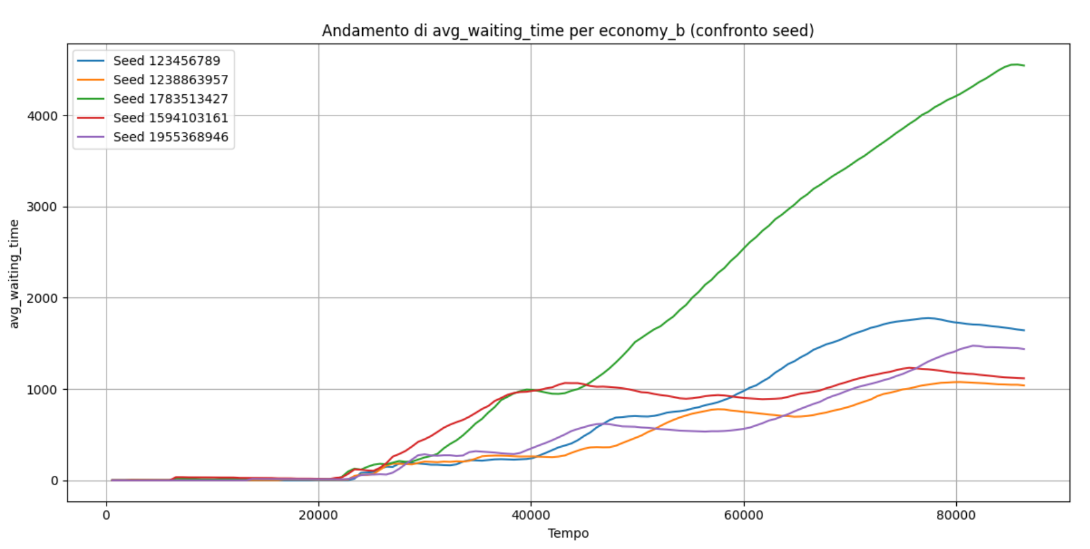 Andamento di avg_waiting_time per economy_b (confronto seed)
Seed 123456789
Seed 1238863957
Seed 1783513427
Seed 1594103161
Seed 1955368946
avg_waiting_time
4000
3000
2000
1000
0
0 20000 40000 60000 80000
Tempo